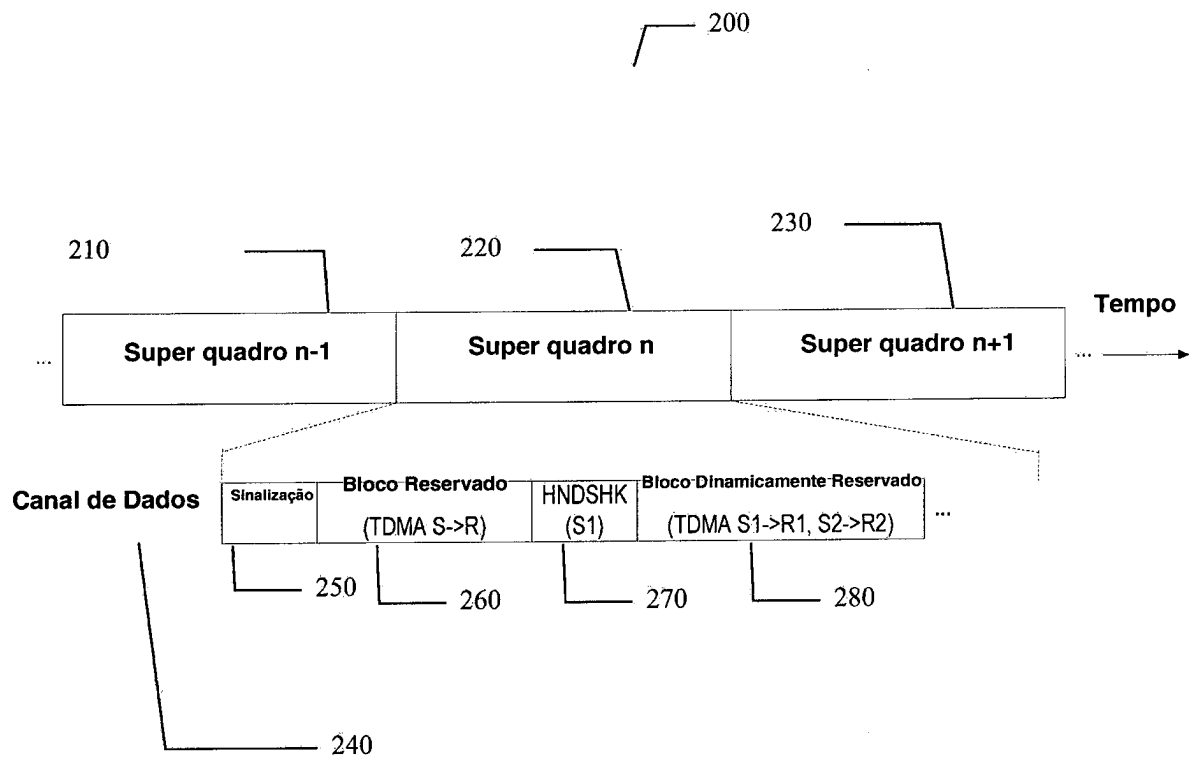 200
210
220
230
Tempo
... Super quadro n-1 Super quadro n Super quadro n+1 ...
Canal de Dados
Sinalização
Bloco Reservado
(TDMA S->R)
HNDSHK
(S1)
Bloco Dinamicamente Reservado
(TDMA S1->R1, S2->R2)
...
250
260
270
280
240